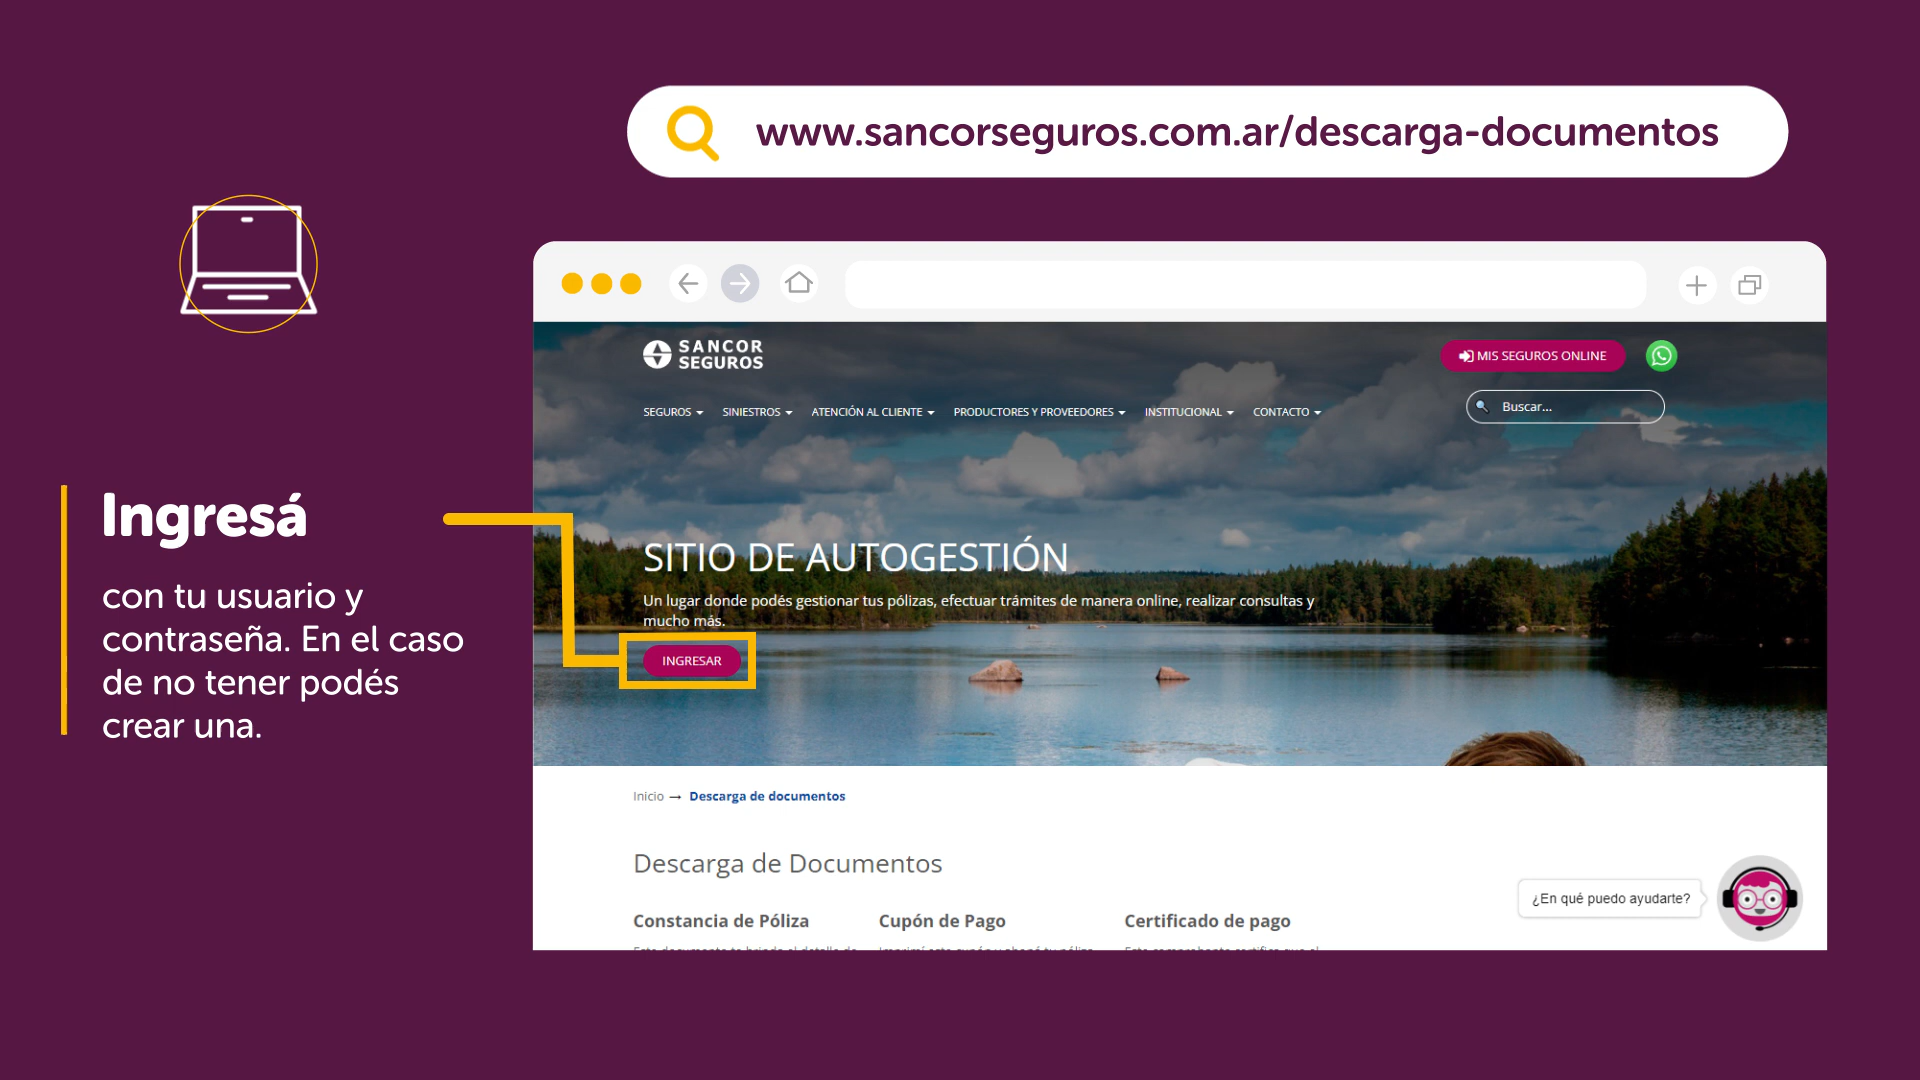 www.sancorseguros.com.ar/descarga-documentos
Ingresá
con tu usuario y
contraseña. En el caso
de no tener podés
crear una.
SANCOR
SEGUROS
MIS SEGUROS ONLINE
SEGUROS SINIESTROS ATENCIÓN AL CLIENTE PRODUCTORES Y PROVEEDORES INSTITUCIONAL CONTACTO
Buscar...
SITIO DE AUTOGESTIÓN
Un lugar donde podés gestionar tus pólizas, efectuar trámites de manera online, realizar consultas y
mucho más.
INGRESAR
Inicio → Descarga de documentos
Descarga de Documentos
Constancia de Póliza
Cupón de Pago
Certificado de pago
¿En qué puedo ayudarte?